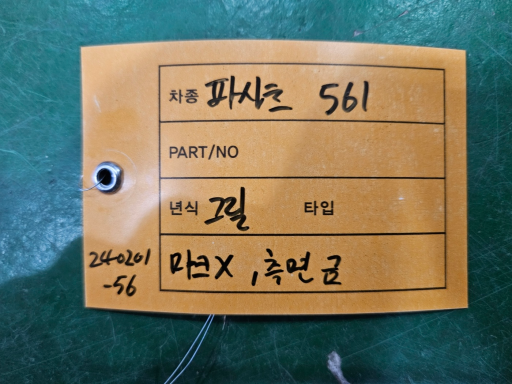 차종 파사트 561
PART/NO
년식 그릴 타입
마크X, 측면 금
240201
-56